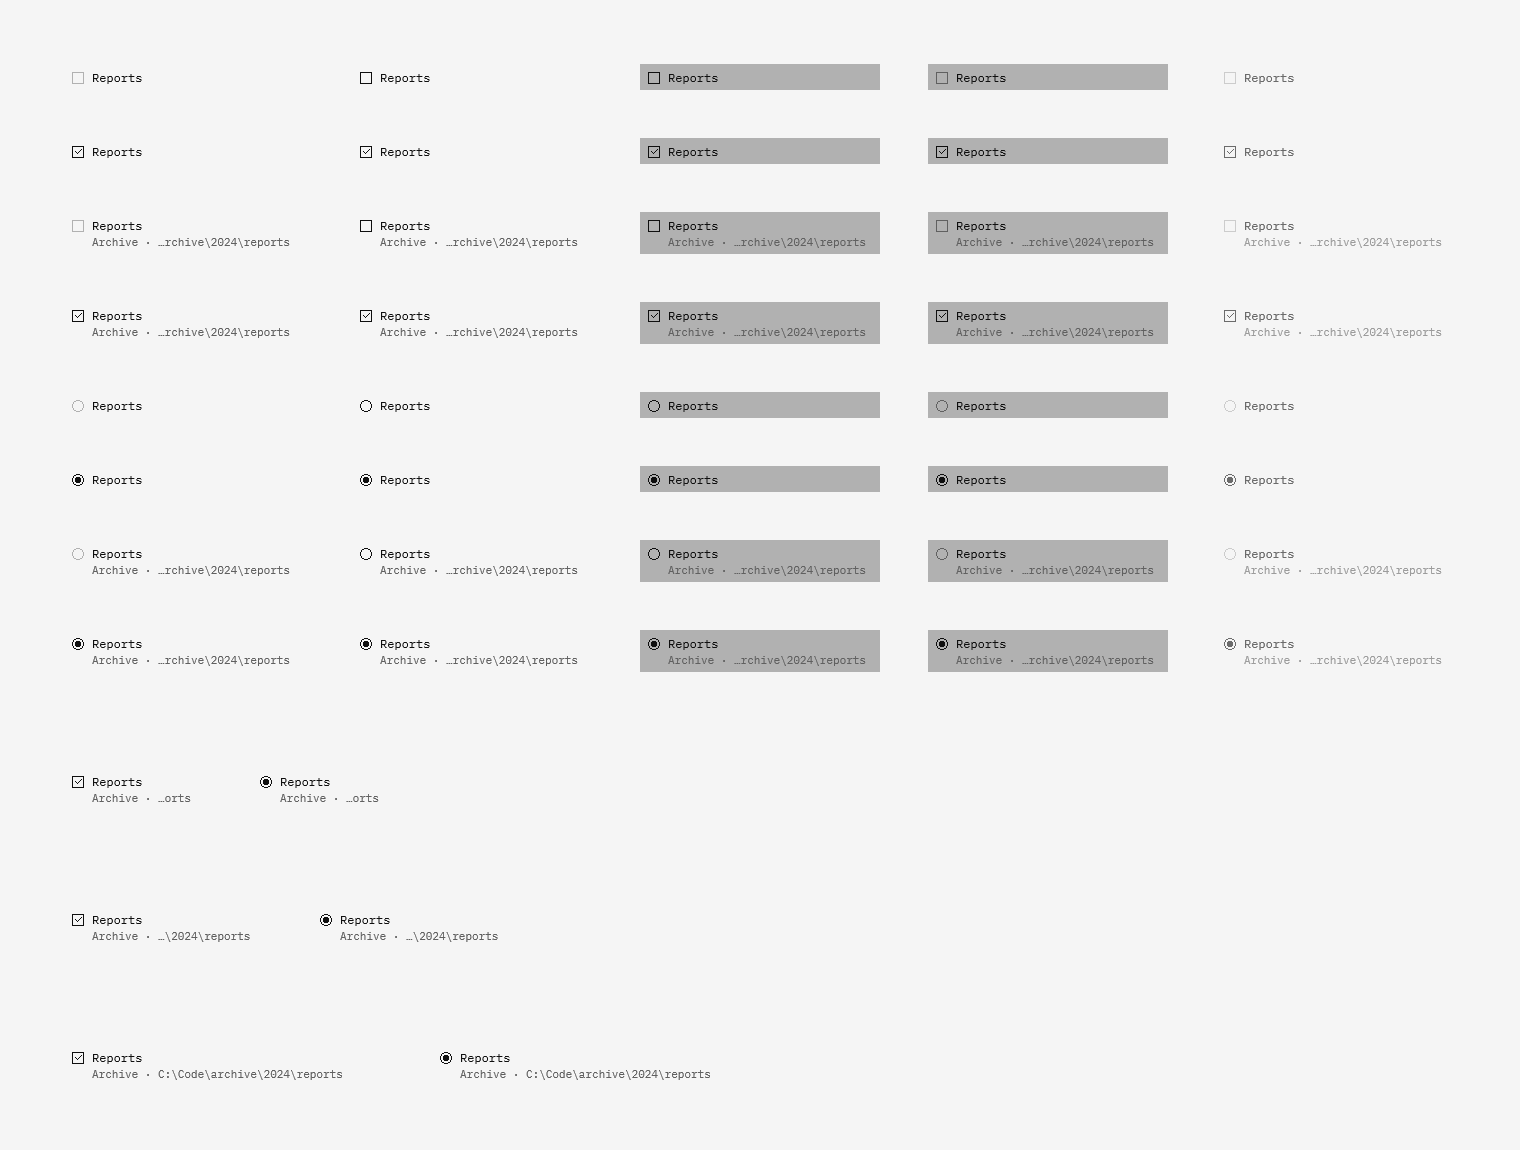 Reports Reports Reports Reports Reports
Reports Reports Reports Reports Reports
Reports Reports Reports Reports Reports
Archive · …rchive\2024\reports Archive · …rchive\2024\reports Archive · …rchive\2024\reports Archive · …rchive\2024\reports Archive · …rchive\2024\reports
Reports Reports Reports Reports Reports
Archive · …rchive\2024\reports Archive · …rchive\2024\reports Archive · …rchive\2024\reports Archive · …rchive\2024\reports Archive · …rchive\2024\reports
Reports Reports Reports Reports Reports
Reports Reports Reports Reports Reports
Reports Reports Reports Reports Reports
Archive · …rchive\2024\reports Archive · …rchive\2024\reports Archive · …rchive\2024\reports Archive · …rchive\2024\reports Archive · …rchive\2024\reports
Reports Reports Reports Reports Reports
Archive · …rchive\2024\reports Archive · …rchive\2024\reports Archive · …rchive\2024\reports Archive · …rchive\2024\reports Archive · …rchive\2024\reports
Reports Reports
Archive · …orts Archive · …orts
Reports Reports
Archive · …\2024\reports Archive · …\2024\reports
Reports Reports
Archive · C:\Code\archive\2024\reports Archive · C:\Code\archive\2024\reports